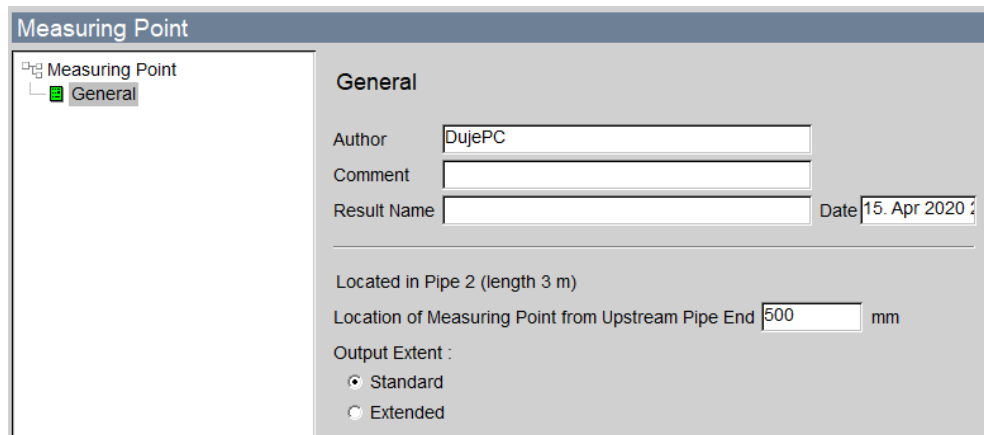 Measuring Point
Measuring Point
General
General
Author DujePC
Comment
Result Name Date 15. Apr 2020
Located in Pipe 2 (length 3 m)
Location of Measuring Point from Upstream Pipe End 500 mm
Output Extent :
Standard
Extended